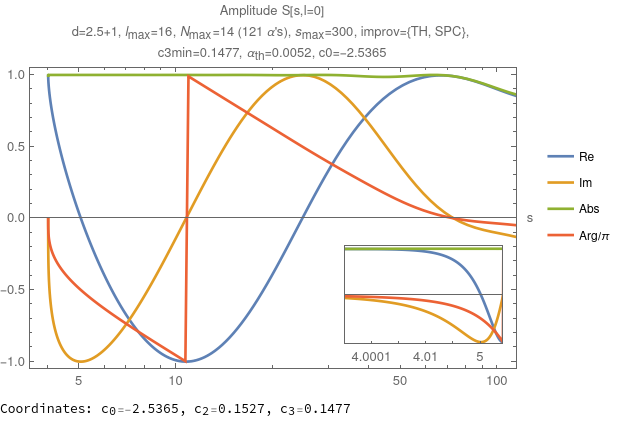 Amplitude S[s,l=0]
d=2.5+1, lmax=16, Nmax=14 (121 α's), smax=300, improv={TH, SPC},
c3min=0.1477, αth=0.0052, c0=−2.5365
1.0
0.5
0.0
−0.5
−1.0
s
5
10
50
100
4.0001
4.01
5
Re
Im
Abs
Arg/π
Coordinates: c0=−2.5365, c2=0.1527, c3=0.1477